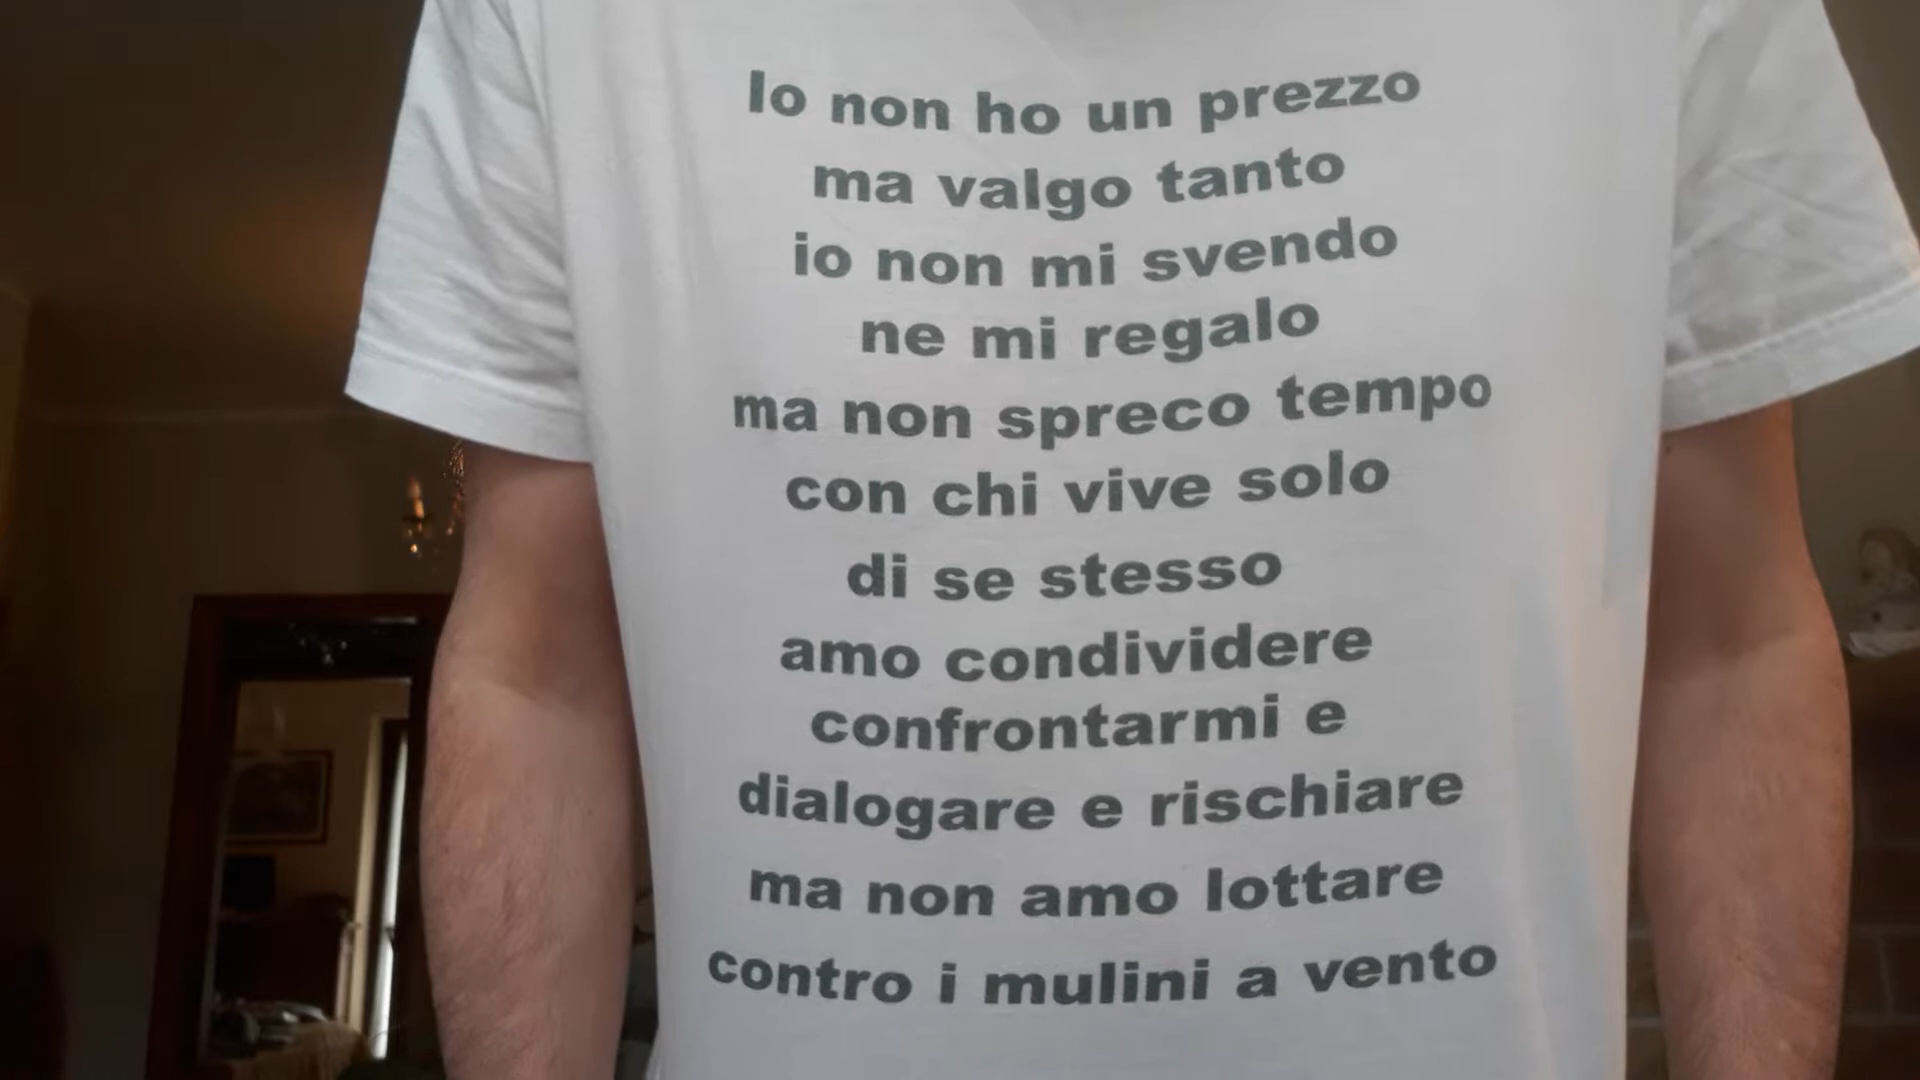 Io non ho un prezzo
ma valgo tanto
io non mi svendo
ne mi regalo
ma non spreco tempo
con chi vive solo
di se stesso
amo condividere
confrontarmi e
dialogare e rischiare
ma non amo lottare
contro i mulini a vento